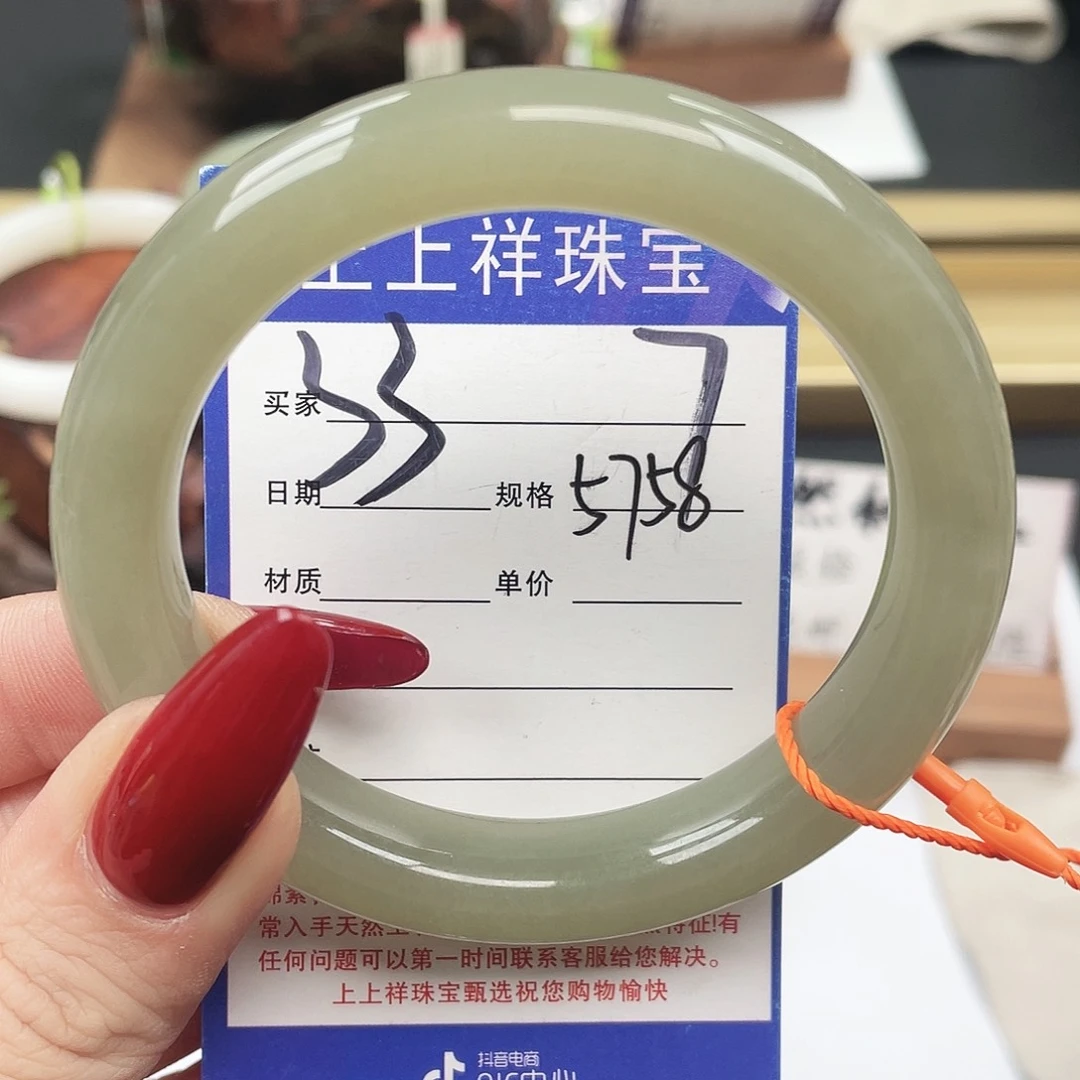 上上祥珠宝
33 7
买家
日期 规格 5758
材质 单价
常入手天然 特征!有
任何问题可以第一时间联系客服给您解决。
上上祥珠宝甄选祝您购物愉快
抖音电商